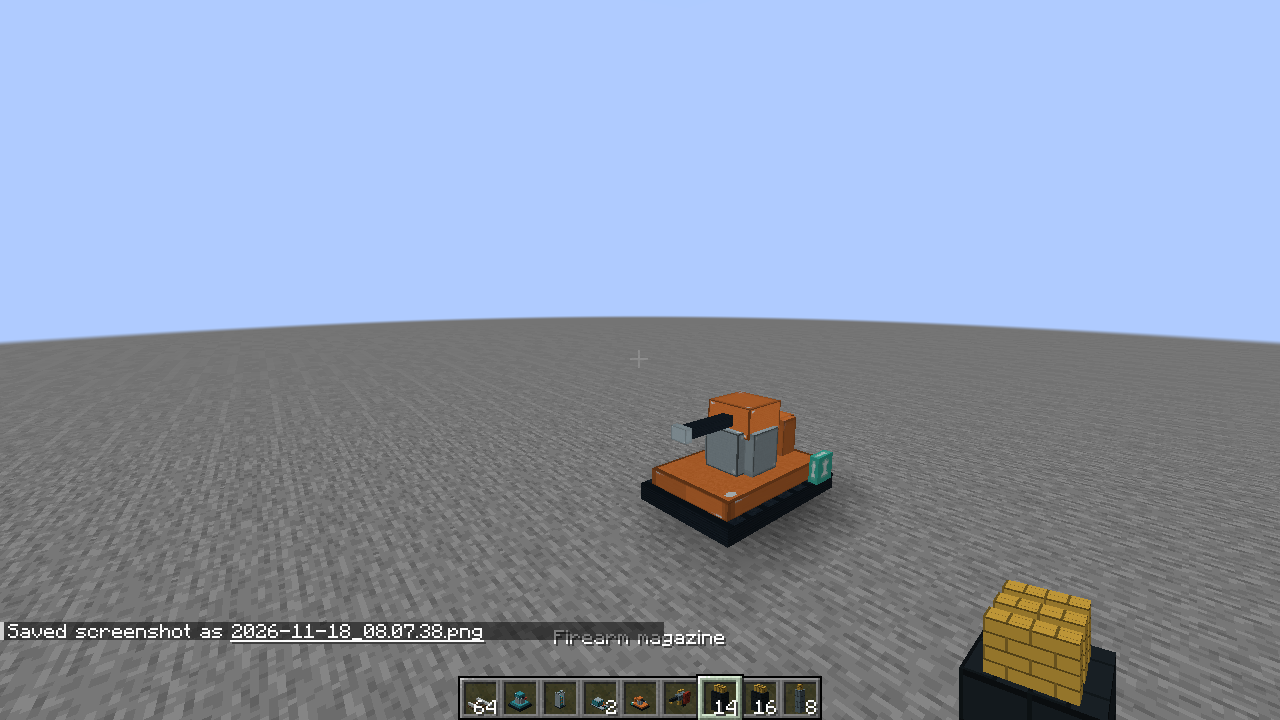 Saved screenshot as 2026-11-18_08.07.38.png
Firearm magazine
64 2 14 16 8